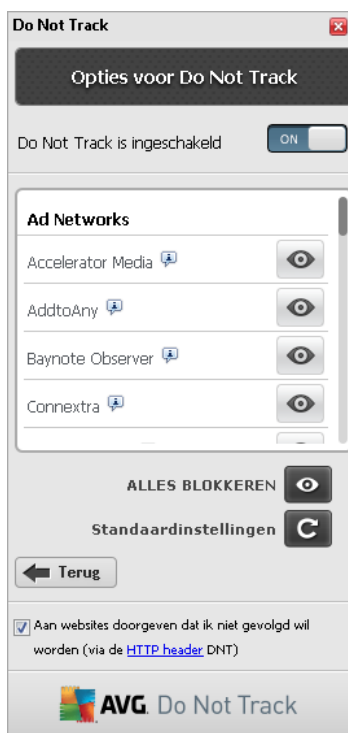 Do Not Track
Opties voor Do Not Track
Do Not Track is ingeschakeld
ON
Ad Networks
Accelerator Media
AddtoAny
Baynote Observer
Connextra
ALLES BLOKKEREN
Standaardinstellingen
Terug
Aan websites doorgeven dat ik niet gevolgd wil
worden (via de HTTP header DNT)
AVG. Do Not Track